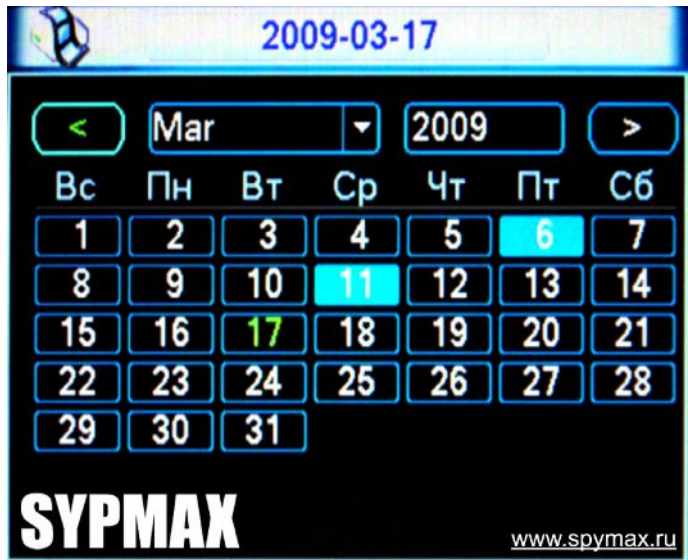 2009-03-17
< Mar 2009 >
Вс Пн Вт Ср Чт Пт Сб
1 2 3 4 5 6 7
8 9 10 11 12 13 14
15 16 17 18 19 20 21
22 23 24 25 26 27 28
29 30 31
SYPMAX
www.spymax.ru